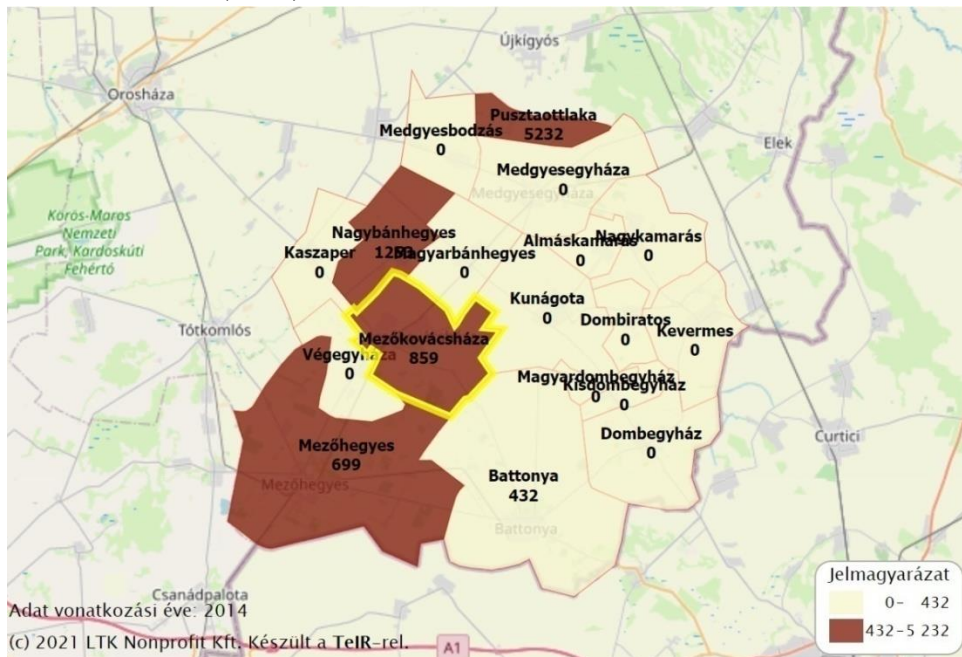 Újkígyós
Orosháza
Pusztaottlaka
5232
Medgyesbodzás
0
Elek
Medgyesegyháza
0
Medgyesegyháza
Körös-Maros
Nemzeti
Park, Kardoskúti
Fehértó
Nagybánhegyes
Kaszaper
0
Magyarbánhegyes
0
Almáskamarás
0
Nagykamarás
0
Kunágota
0
Tótkomlós
Dombiratos
0
Kevermes
0
Mezőkovácsháza
859
Végegyháza
0
Magyardombegyház
0
Kisdombegyház
0
Dombegyház
0
Curtici
Mezőhegyes
699
Mezőhegyes
Battonya
432
Battonya
Csanádpalota
Adat vonatkozási éve: 2014
(c) 2021 LTK Nonprofit Kft. Készült a TeIR-rel.
A1
Jelmagyarázat
0- 432
432-5 232